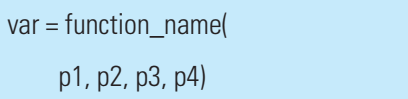 var = function_name(
p1, p2, p3, p4)